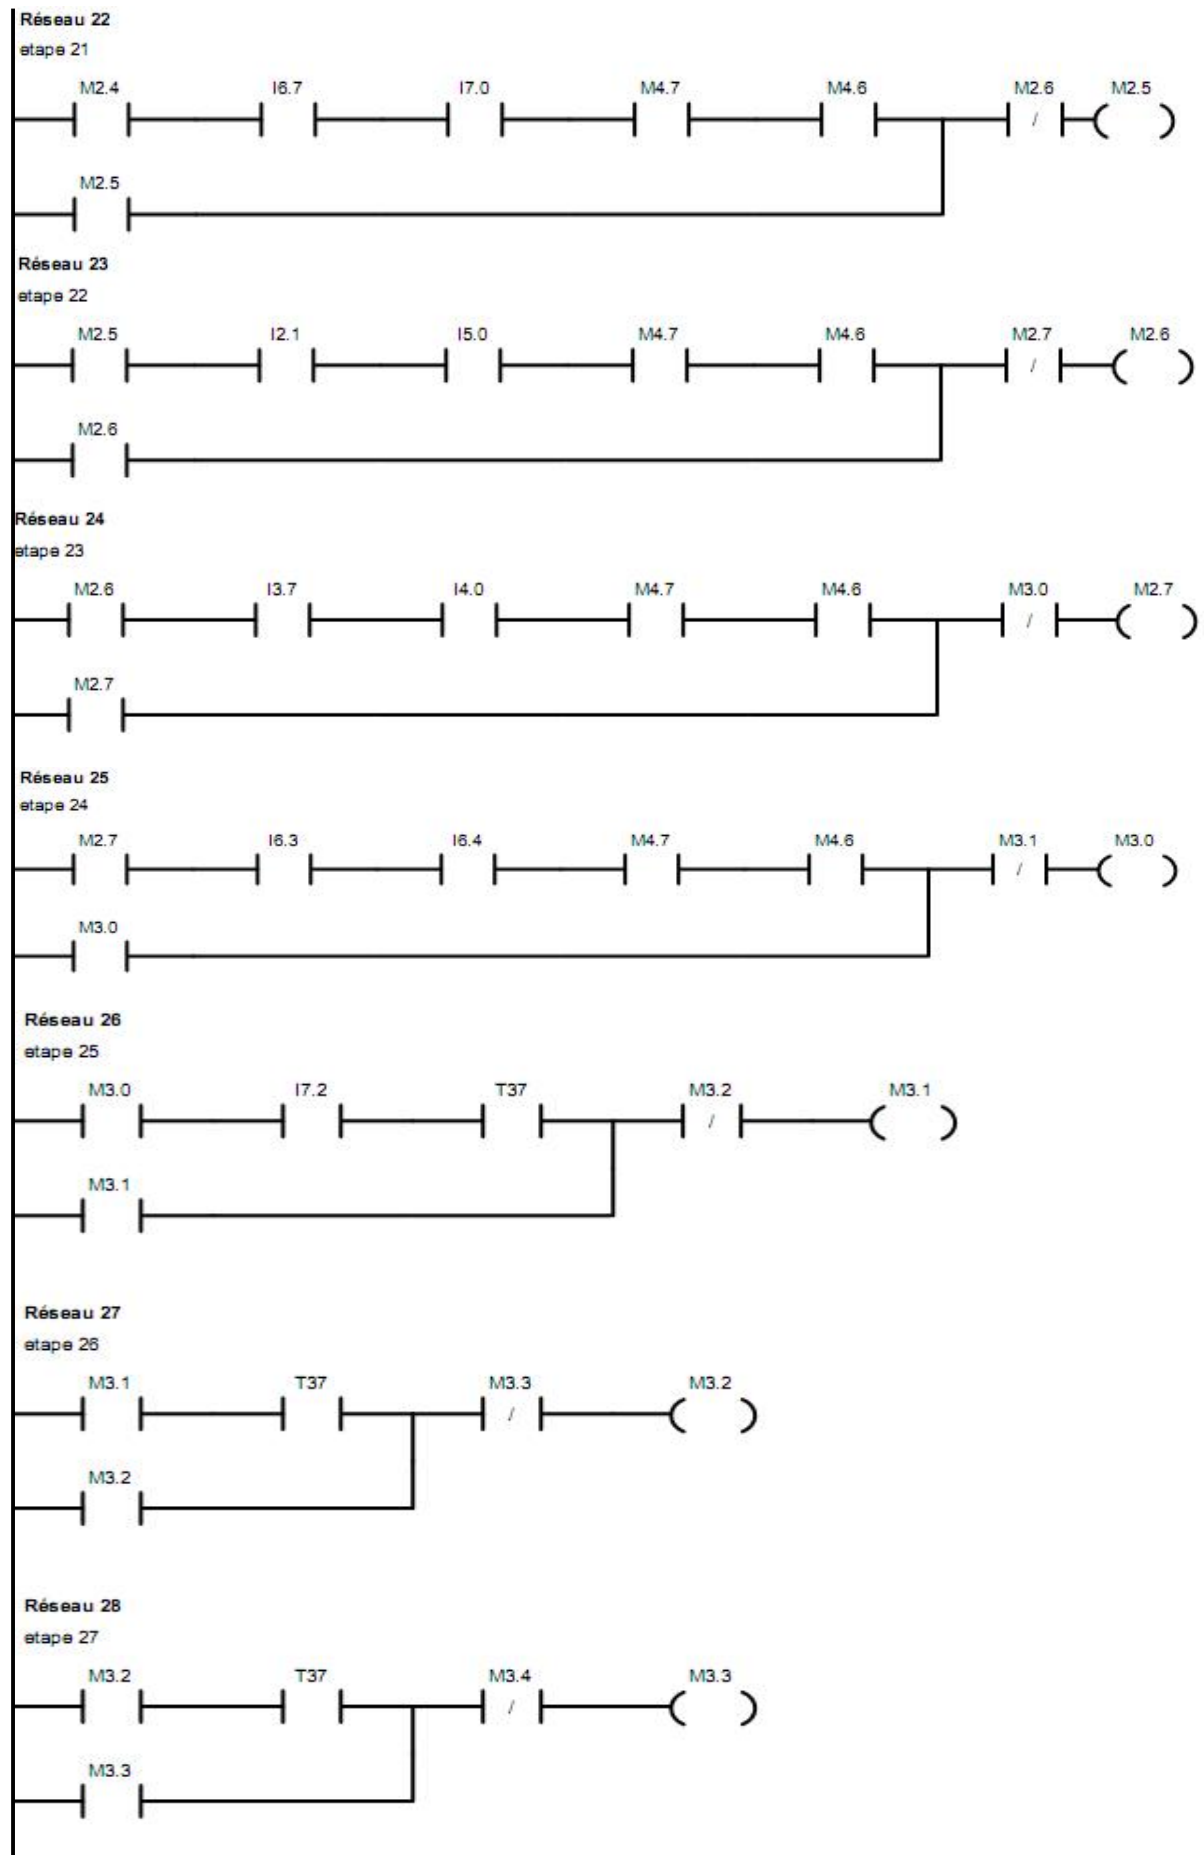 Réseau 22
etape 21
M2.4 I6.7 I7.0 M4.7 M4.6 M2.6 M2.5
/
M2.5
Réseau 23
etape 22
M2.5 I2.1 I5.0 M4.7 M4.6 M2.7 M2.6
/
M2.6
Réseau 24
etape 23
M2.6 I3.7 I4.0 M4.7 M4.6 M3.0 M2.7
/
M2.7
Réseau 25
etape 24
M2.7 I6.3 I6.4 M4.7 M4.6 M3.1 M3.0
/
M3.0
Réseau 26
etape 25
M3.0 I7.2 T37 M3.2 M3.1
/
M3.1
Réseau 27
etape 26
M3.1 T37 M3.3 M3.2
/
M3.2
Réseau 28
etape 27
M3.2 T37 M3.4 M3.3
/
M3.3